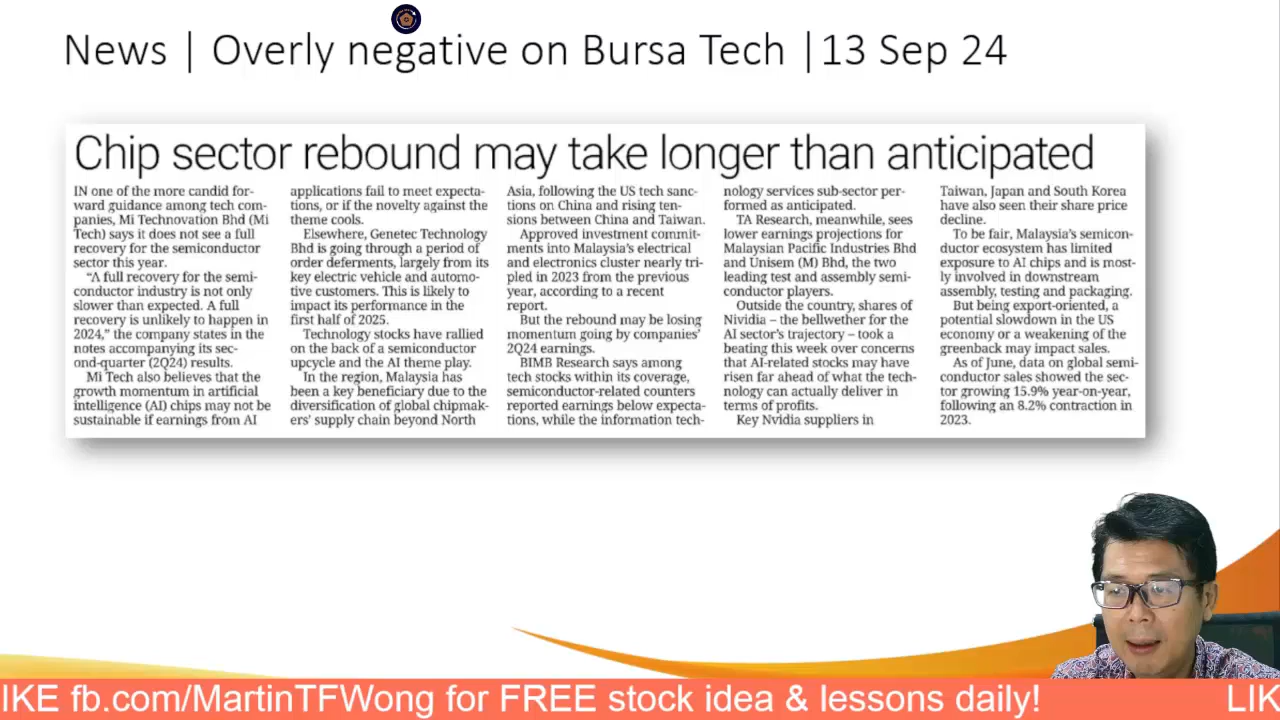 News | Overly negative on Bursa Tech |13 Sep 24
Chip sector rebound may take longer than anticipated
IN one of the more candid for-
ward guidance among tech com-
panies, Mi Technovation Bhd (Mi
Tech) says it does not see a full
recovery for the semiconductor
sector this year.
“A full recovery for the semi-
conductor industry is not only
slower than expected. A full
recovery is unlikely to happen in
2024,” the company states in the
notes accompanying its sec-
ond-quarter (2Q24) results.
Mi Tech also believes that the
growth momentum in artificial
intelligence (AI) chips may not be
sustainable if earnings from AI
applications fail to meet expecta-
tions, or if the novelty against the
theme cools.
Elsewhere, Genetec Technology
Bhd is going through a period of
order deferments, largely from its
key electric vehicle and automo-
tive customers. This is likely to
impact its performance in the
first half of 2025.
Technology stocks have rallied
on the back of a semiconductor
upcycle and the AI theme play.
In the region, Malaysia has
been a key beneficiary due to the
diversification of global chipmak-
ers’ supply chain beyond North
Asia, following the US tech sanc-
tions on China and rising ten-
sions between China and Taiwan.
Approved investment commit-
ments into Malaysia’s electrical
and electronics cluster nearly tri-
pled in 2023 from the previous
year, according to a recent
report.
But the rebound may be losing
momentum going by companies’
2Q24 earnings.
BIMB Research says among
tech stocks within its coverage,
semiconductor-related counters
reported earnings below expecta-
tions, while the information tech-
nology services sub-sector per-
formed as anticipated.
TA Research, meanwhile, sees
lower earnings projections for
Malaysian Pacific Industries Bhd
and Unisem (M) Bhd, the two
leading test and assembly semi-
conductor players.
Outside the country, shares of
Nividia – the bellwether for the
AI sector’s trajectory – took a
beating this week over concerns
that AI-related stocks may have
risen far ahead of what the tech-
nology can actually deliver in
terms of profits.
Key Nvidia suppliers in
Taiwan, Japan and South Korea
have also seen their share price
decline.
To be fair, Malaysia’s semicon-
ductor ecosystem has limited
exposure to AI chips and is most-
ly involved in downstream
assembly, testing and packaging.
But being export-oriented, a
potential slowdown in the US
economy or a weakening of the
greenback may impact sales.
As of June, data on global semi-
conductor sales showed the sec-
tor growing 15.9% year-on-year,
following an 8.2% contraction in
2023.
IKE fb.com/MartinTFWong for FREE stock idea & lessons daily! LIK